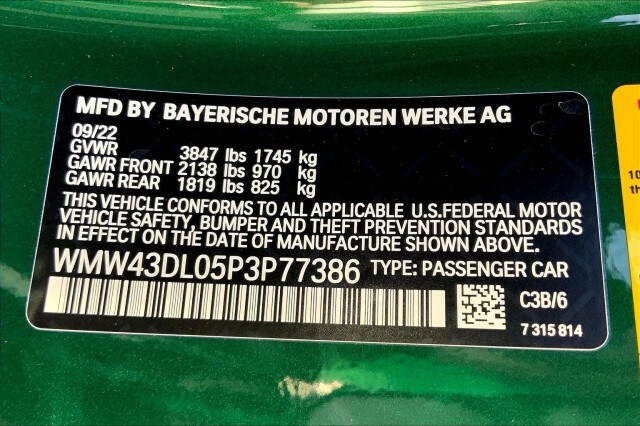 MFD BY BAYERISCHE MOTOREN WERKE AG
09/22
GVWR 3847 lbs 1745 kg
GAWR FRONT 2138 lbs 970 kg
GAWR REAR 1819 lbs 825 kg
THIS VEHICLE CONFORMS TO ALL APPLICABLE U.S.FEDERAL MOTOR
VEHICLE SAFETY, BUMPER AND THEFT PREVENTION STANDARDS
IN EFFECT ON THE DATE OF MANUFACTURE SHOWN ABOVE.
WMW43DL05P3P77386 TYPE: PASSENGER CAR
C3B/6
7 315 814
10
th